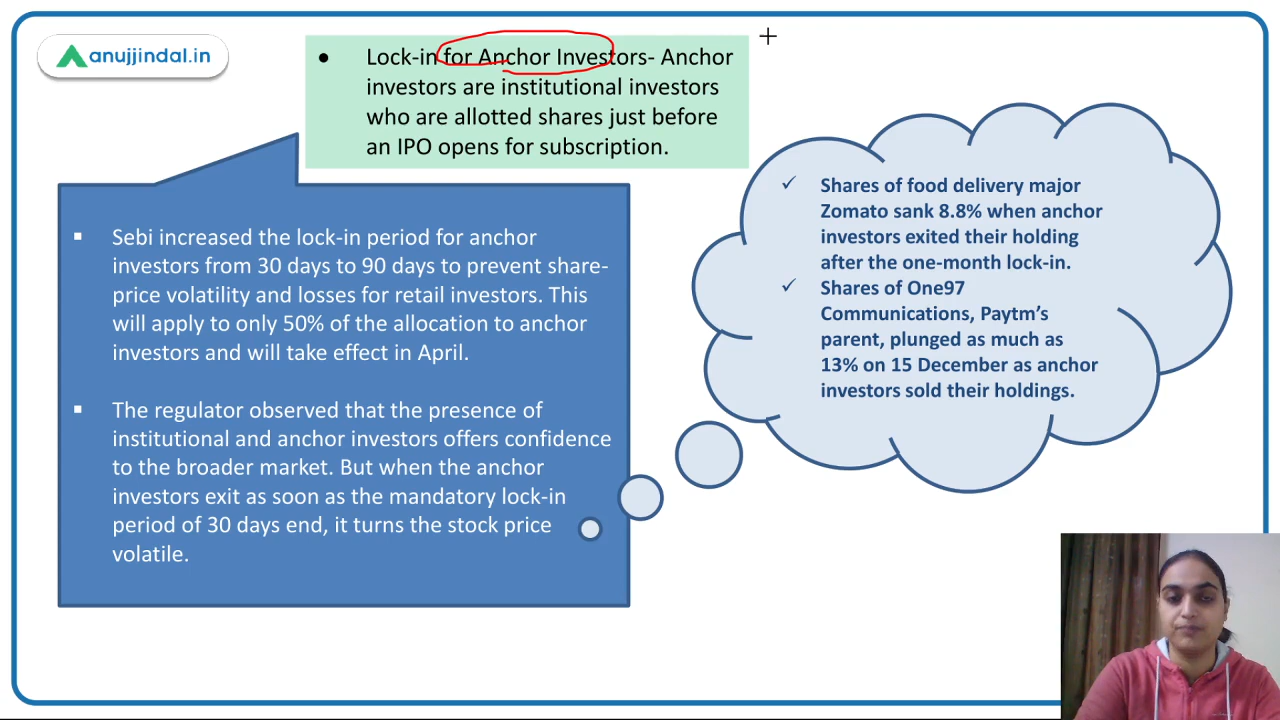 anujjindal.in
● Lock-in for Anchor Investors- Anchor
investors are institutional investors
who are allotted shares just before
an IPO opens for subscription.
▪ Sebi increased the lock-in period for anchor
investors from 30 days to 90 days to prevent share-
price volatility and losses for retail investors. This
will apply to only 50% of the allocation to anchor
investors and will take effect in April.
▪ The regulator observed that the presence of
institutional and anchor investors offers confidence
to the broader market. But when the anchor
investors exit as soon as the mandatory lock-in
period of 30 days end, it turns the stock price
volatile.
✓ Shares of food delivery major
Zomato sank 8.8% when anchor
investors exited their holding
after the one-month lock-in.
✓ Shares of One97
Communications, Paytm’s
parent, plunged as much as
13% on 15 December as anchor
investors sold their holdings.